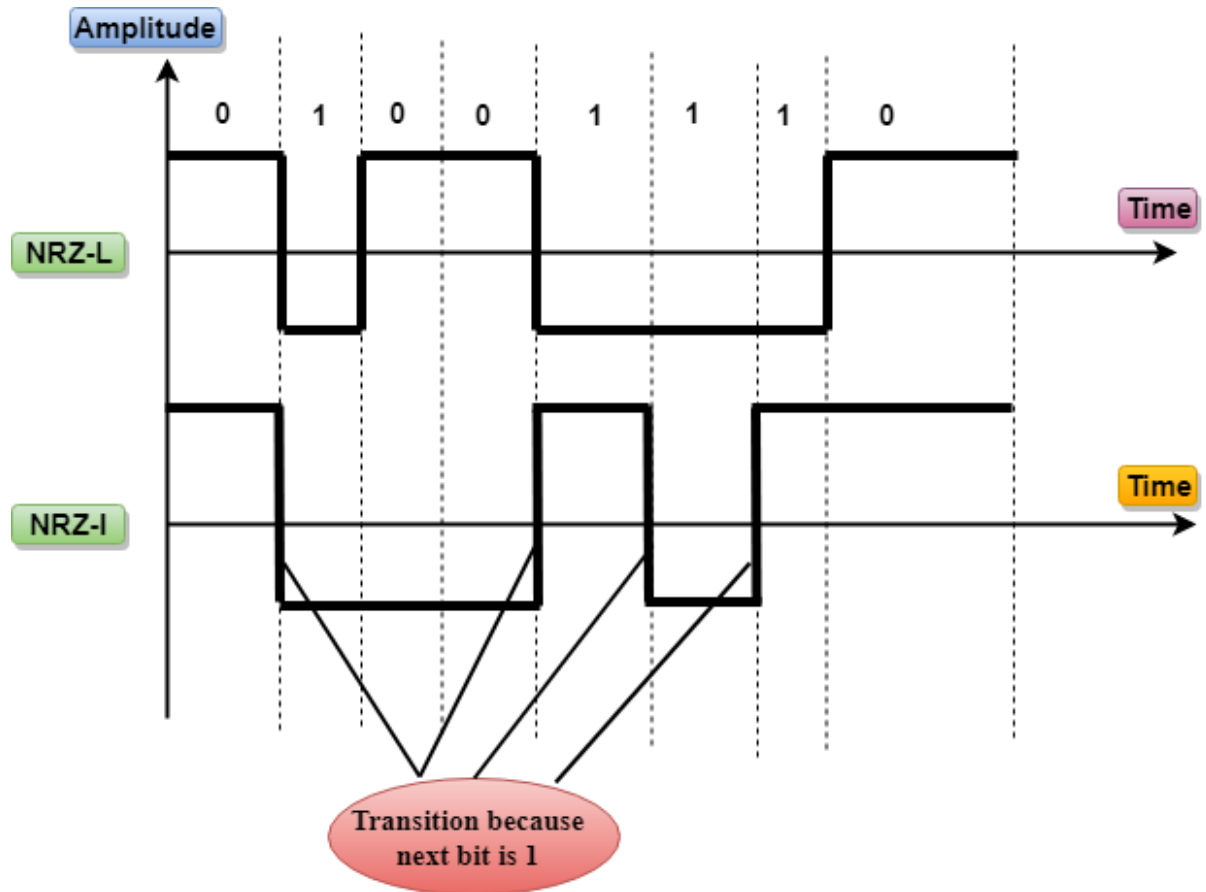 Amplitude
0 1 0 0 1 1 1 0
Time
NRZ-L
Time
NRZ-I
Transition because
next bit is 1